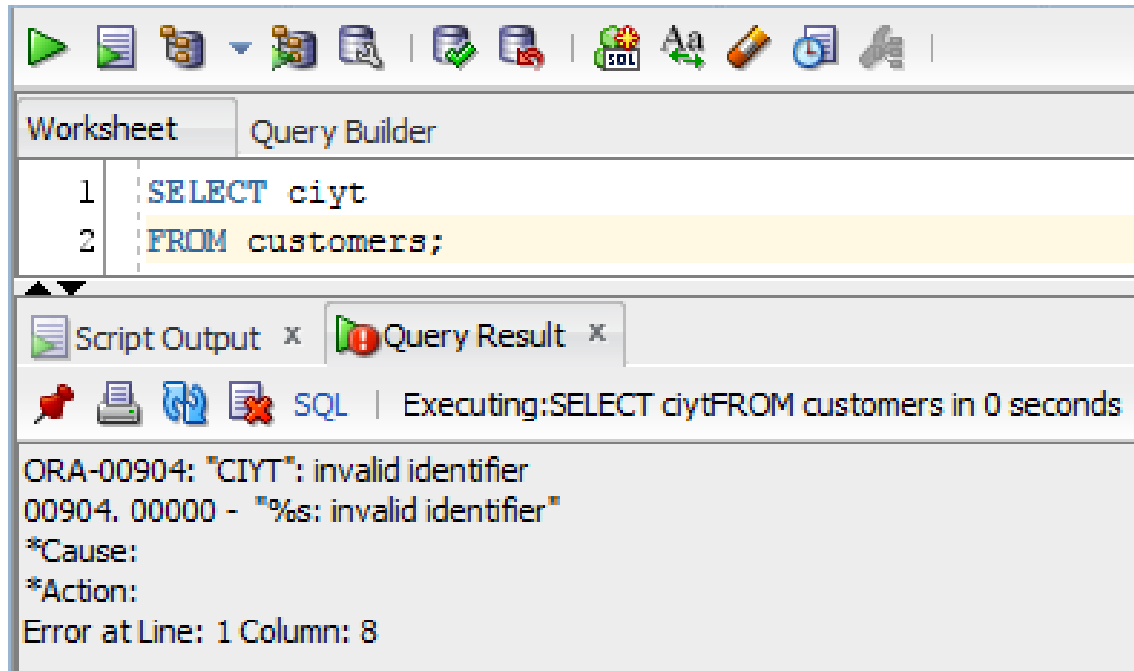 SQL Aa
Worksheet Query Builder
1 SELECT ciyt
2 FROM customers;
Script Output x Query Result x
SQL | Executing:SELECT ciytFROM customers in 0 seconds
ORA-00904: "CIYT": invalid identifier
00904. 00000 - "%s: invalid identifier"
*Cause:
*Action:
Error at Line: 1 Column: 8